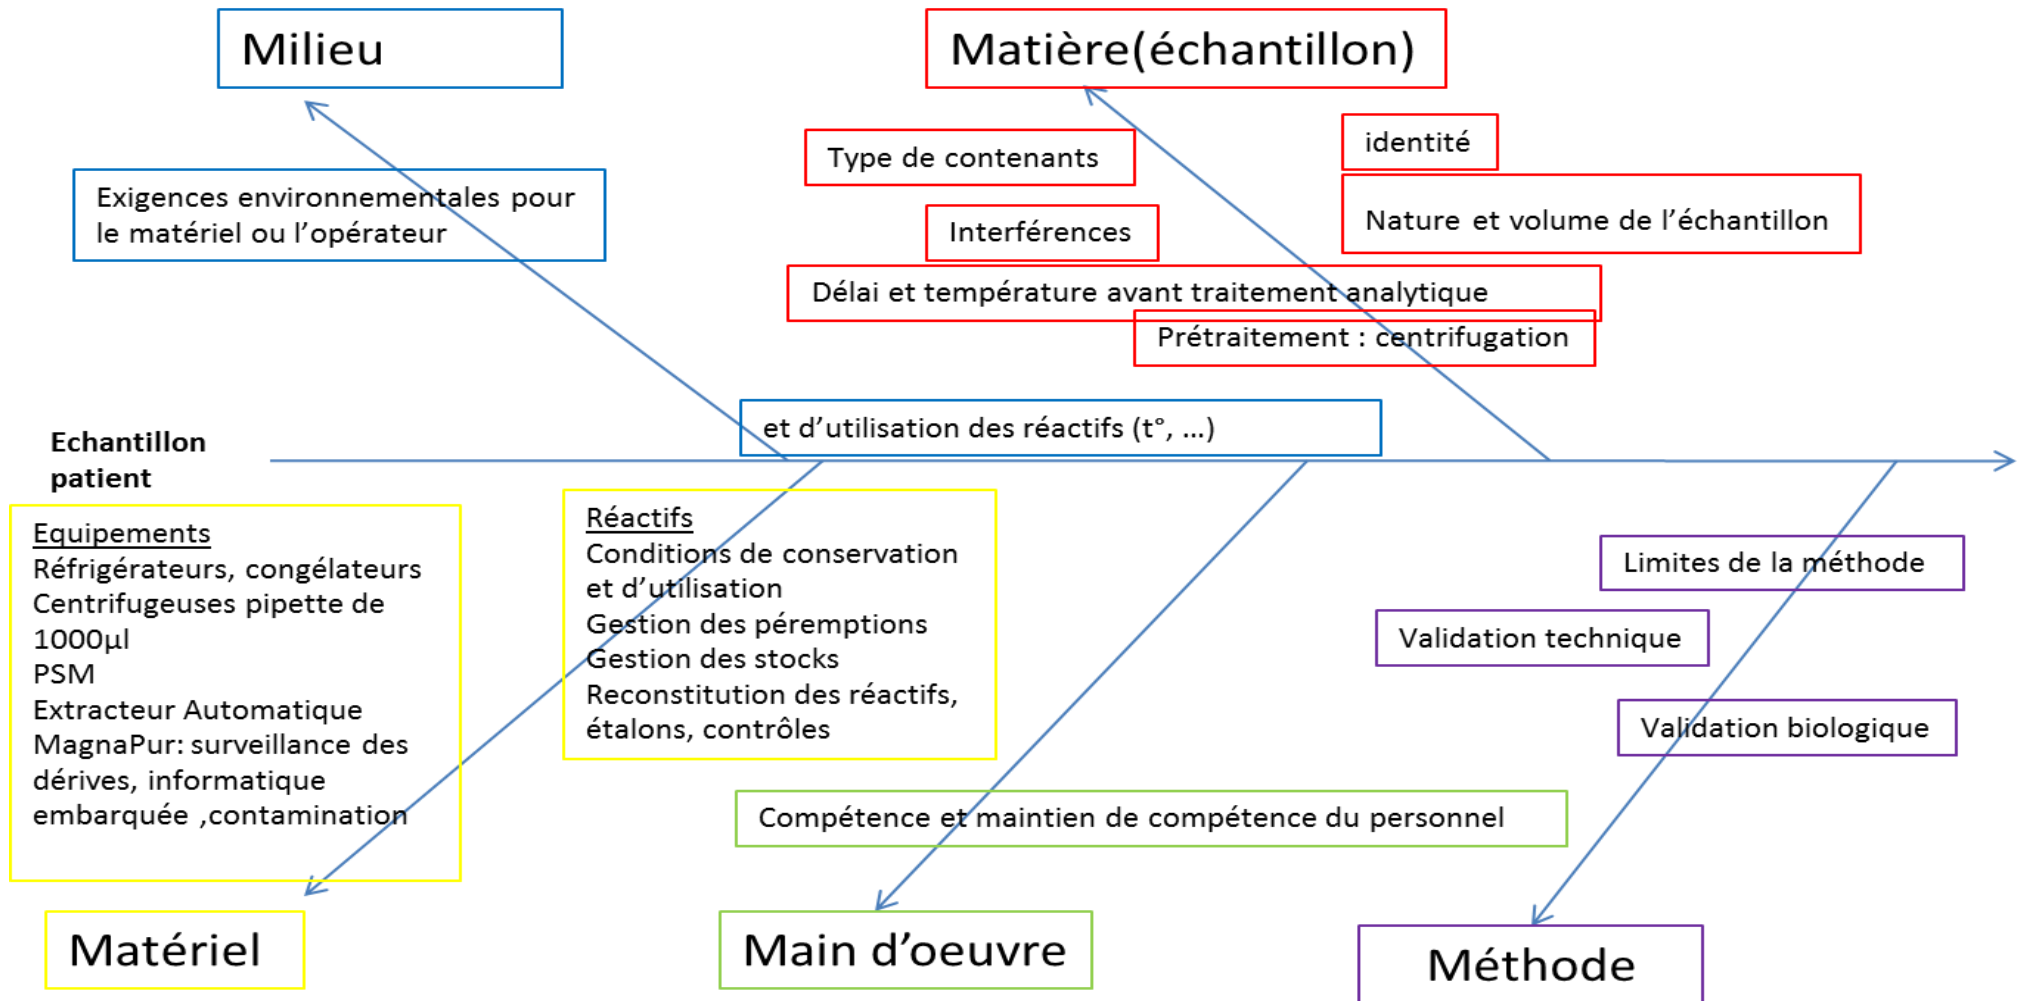 Milieu
Matière(échantillon)
Exigences environnementales pour
le matériel ou l’opérateur
Type de contenants
identité
Interférences
Nature et volume de l’échantillon
Délai et température avant traitement analytique
Prétraitement : centrifugation
et d’utilisation des réactifs (t°, ...)
Echantillon
patient
Equipements
Réfrigérateurs, congélateurs
Centrifugeuses pipette de
1000µl
PSM
Extracteur Automatique
MagnaPur: surveillance des
dérives, informatique
embarquée ,contamination
Réactifs
Conditions de conservation
et d’utilisation
Gestion des péremptions
Gestion des stocks
Reconstitution des réactifs,
étalons, contrôles
Limites de la méthode
Validation technique
Validation biologique
Compétence et maintien de compétence du personnel
Matériel
Main d’oeuvre
Méthode